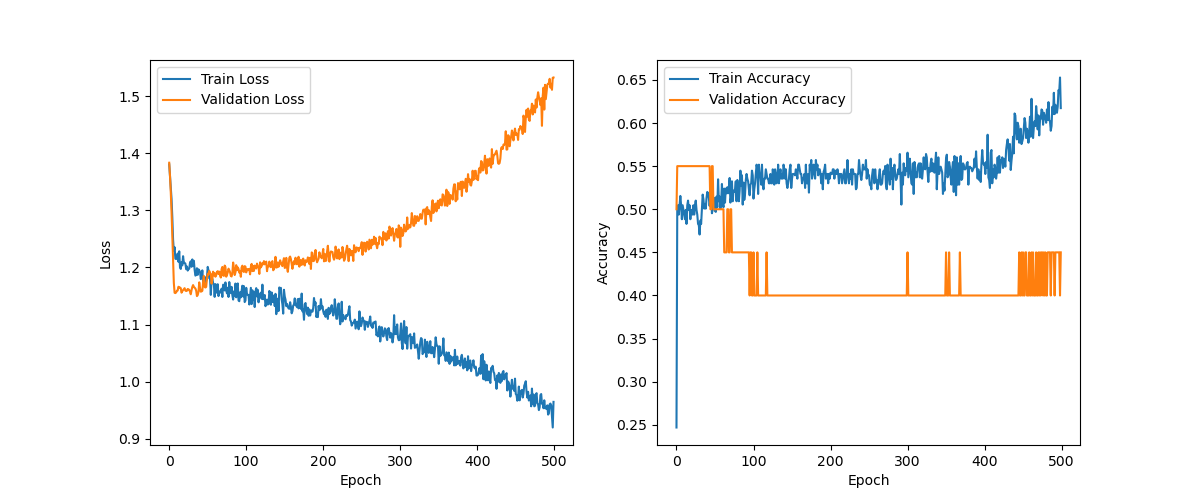 Train Loss
Validation Loss
1.5
1.4
1.3
1.2
1.1
1.0
0.9
Loss
0 100 200 300 400 500
Epoch
Train Accuracy
Validation Accuracy
0.65
0.60
0.55
0.50
0.45
0.40
0.35
0.30
0.25
Accuracy
0 100 200 300 400 500
Epoch